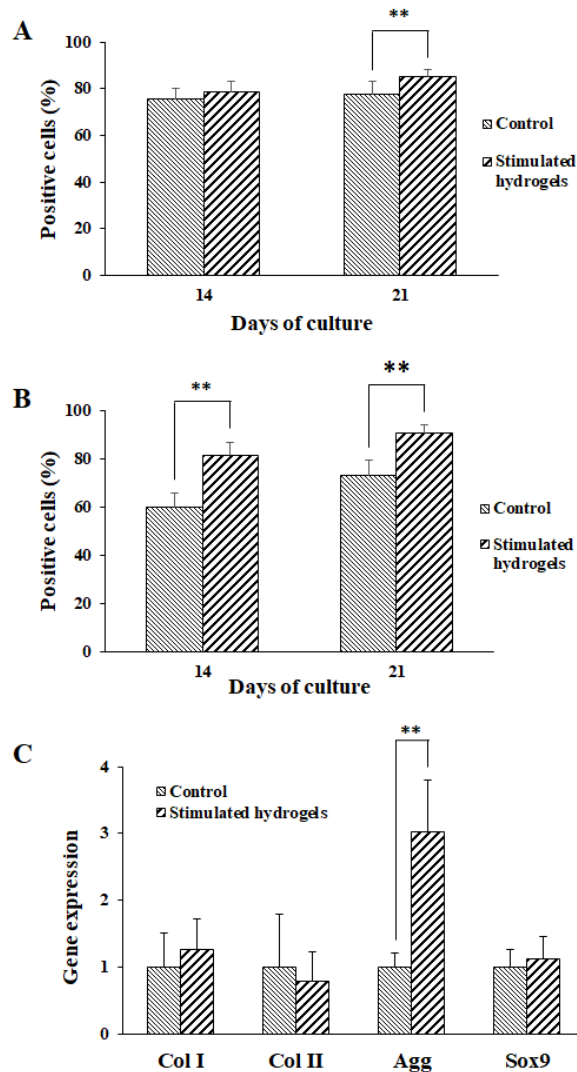 A
**
100
80
60
40
20
0
Positive cells (%)
14
21
Days of culture
Control
Stimulated
hydrogels
B
**
**
100
80
60
40
20
0
Positive cells (%)
14
21
Days of culture
Control
Stimulated
hydrogels
C
**
4
3
2
1
0
Gene expression
Control
Stimulated hydrogels
Col I
Col II
Agg
Sox9